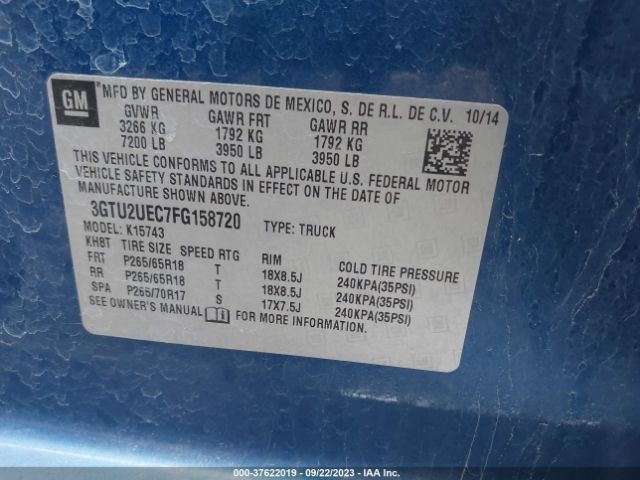 GM MFD BY GENERAL MOTORS DE MEXICO, S. DE R.L. DE C.V. 10/14
GVWR GAWR FRT GAWR RR
3266 KG 1792 KG 1792 KG
7200 LB 3950 LB 3950 LB
THIS VEHICLE CONFORMS TO ALL APPLICABLE U.S. FEDERAL MOTOR
VEHICLE SAFETY STANDARDS IN EFFECT ON THE DATE OF
MANUFACTURE SHOWN ABOVE.
3GTU2UEC7FG158720 TYPE: TRUCK
MODEL: K15743
KH8T TIRE SIZE SPEED RTG RIM COLD TIRE PRESSURE
FRT P265/65R18 T 18X8.5J 240KPA(35PSI)
RR P265/65R18 T 18X8.5J 240KPA(35PSI)
SPA P265/70R17 S 17X7.5J 240KPA(35PSI)
SEE OWNER'S MANUAL FOR MORE INFORMATION.
000-37622019 - 09/22/2023 - IAA Inc.